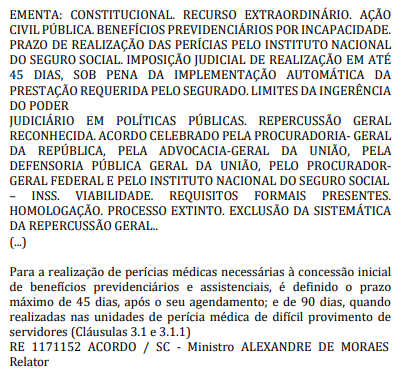 EMENTA: CONSTITUCIONAL. RECURSO EXTRAORDINÁRIO. AÇÃO
CIVIL PÚBLICA. BENEFÍCIOS PREVIDENCIÁRIOS POR INCAPACIDADE.
PRAZO DE REALIZAÇÃO DAS PERÍCIAS PELO INSTITUTO NACIONAL
DO SEGURO SOCIAL. IMPOSIÇÃO JUDICIAL DE REALIZAÇÃO EM ATÉ
45 DIAS, SOB PENA DA IMPLEMENTAÇÃO AUTOMÁTICA DA
PRESTAÇÃO REQUERIDA PELO SEGURADO. LIMITES DA INGERÊNCIA
DO PODER
JUDICIÁRIO EM POLÍTICAS PÚBLICAS. REPERCUSSÃO GERAL
RECONHECIDA. ACORDO CELEBRADO PELA PROCURADORIA- GERAL
DA REPÚBLICA, PELA ADVOCACIA-GERAL DA UNIÃO, PELA
DEFENSORIA PÚBLICA GERAL DA UNIÃO, PELO PROCURADOR-
GERAL FEDERAL E PELO INSTITUTO NACIONAL DO SEGURO SOCIAL
– INSS. VIABILIDADE. REQUISITOS FORMAIS PRESENTES.
HOMOLOGAÇÃO. PROCESSO EXTINTO. EXCLUSÃO DA SISTEMÁTICA
DA REPERCUSSÃO GERAL..
(...)
Para a realização de perícias médicas necessárias à concessão inicial
de benefícios previdenciários e assistenciais, é definido o prazo
máximo de 45 dias, após o seu agendamento; e de 90 dias, quando
realizadas nas unidades de perícia médica de difícil provimento de
servidores (Cláusulas 3.1 e 3.1.1)
RE 1171152 ACORDO / SC - Ministro ALEXANDRE DE MORAES
Relator